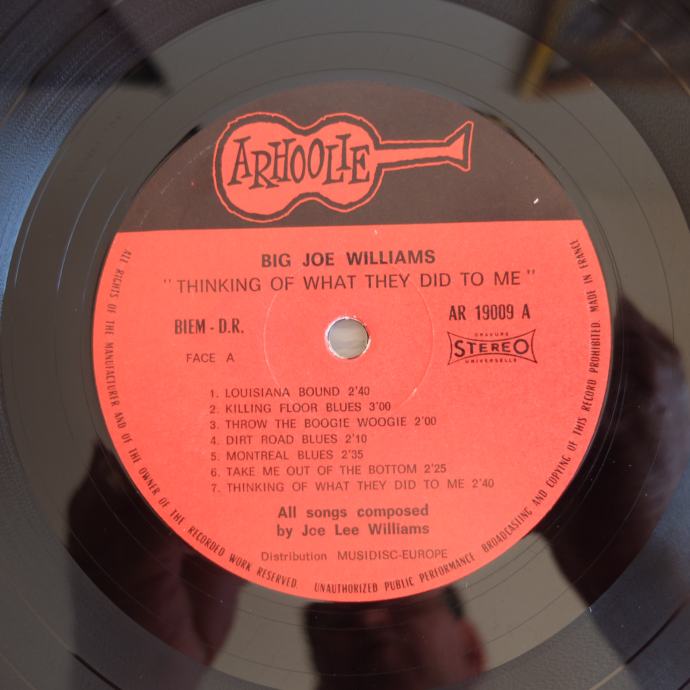 ARHOOLIE
BIG JOE WILLIAMS
"THINKING OF WHAT THEY DID TO ME"
BIEM - D.R.
AR 19009 A
FACE A
GRAVURE
STEREO
UNIVERSELLE
1. LOUISIANA BOUND 2'40
2. KILLING FLOOR BLUES 3'00
3. THROW THE BOOGIE WOOGIE 2'00
4. DIRT ROAD BLUES 2'10
5. MONTREAL BLUES 2'35
6. TAKE ME OUT OF THE BOTTOM 2'25
7. THINKING OF WHAT THEY DID TO ME 2'40
All songs composed
by Joe Lee Williams
Distribution MUSIDISC-EUROPE
ALL RIGHTS OF THE MANUFACTURER AND OF THE OWNER OF THE RECORDED WORK RESERVED. UNAUTHORIZED PUBLIC PERFORMANCE BROADCASTING AND COPYING OF THIS RECORD PROHIBITED. MADE IN FRANCE